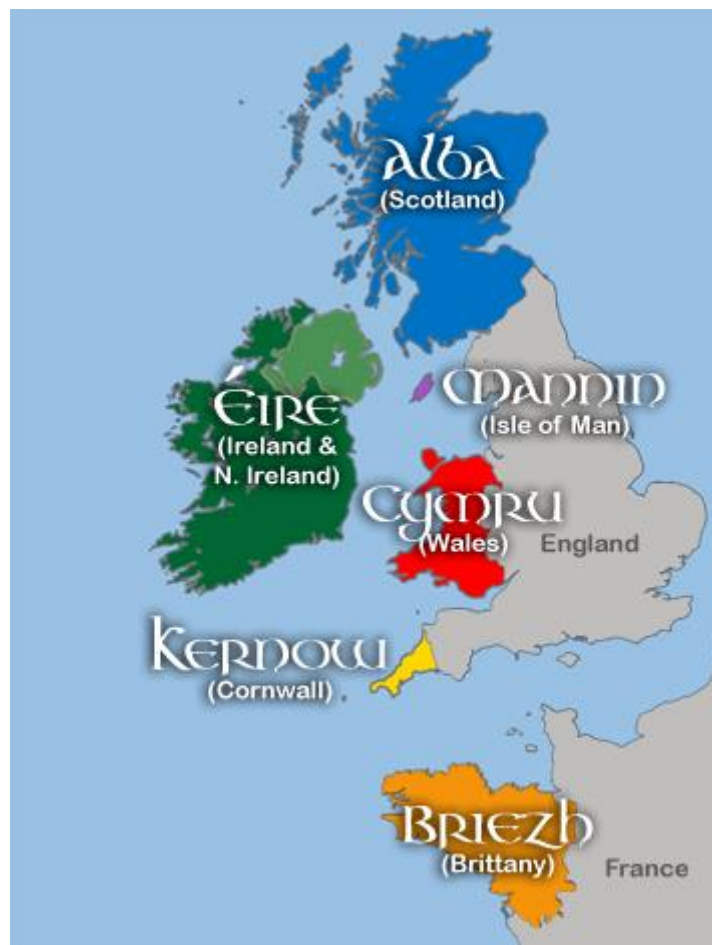 Alba
(Scotland)
Mannin
(Isle of Man)
Éire
(Ireland &
N. Ireland)
Cymru
(Wales)
England
Kernow
(Cornwall)
Briezh
(Brittany)
France